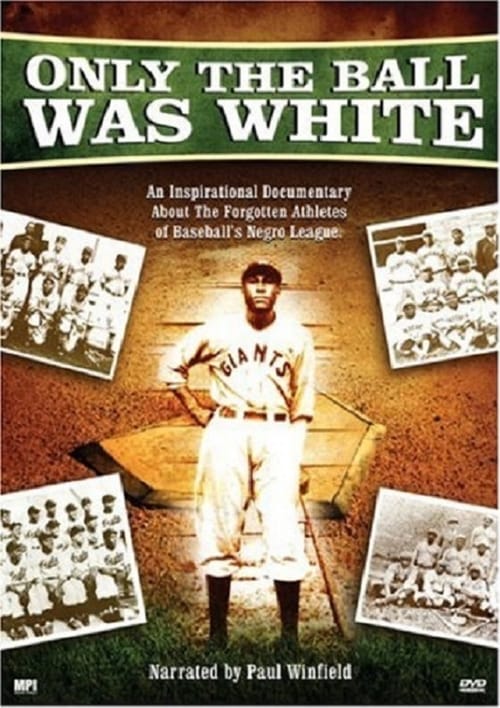 ONLY THE BALL
WAS WHITE
An Inspirational Documentary
About The Forgotten Athletes
of Baseball's Negro League.
GIANTS
Narrated by Paul Winfield
MPI
DVD